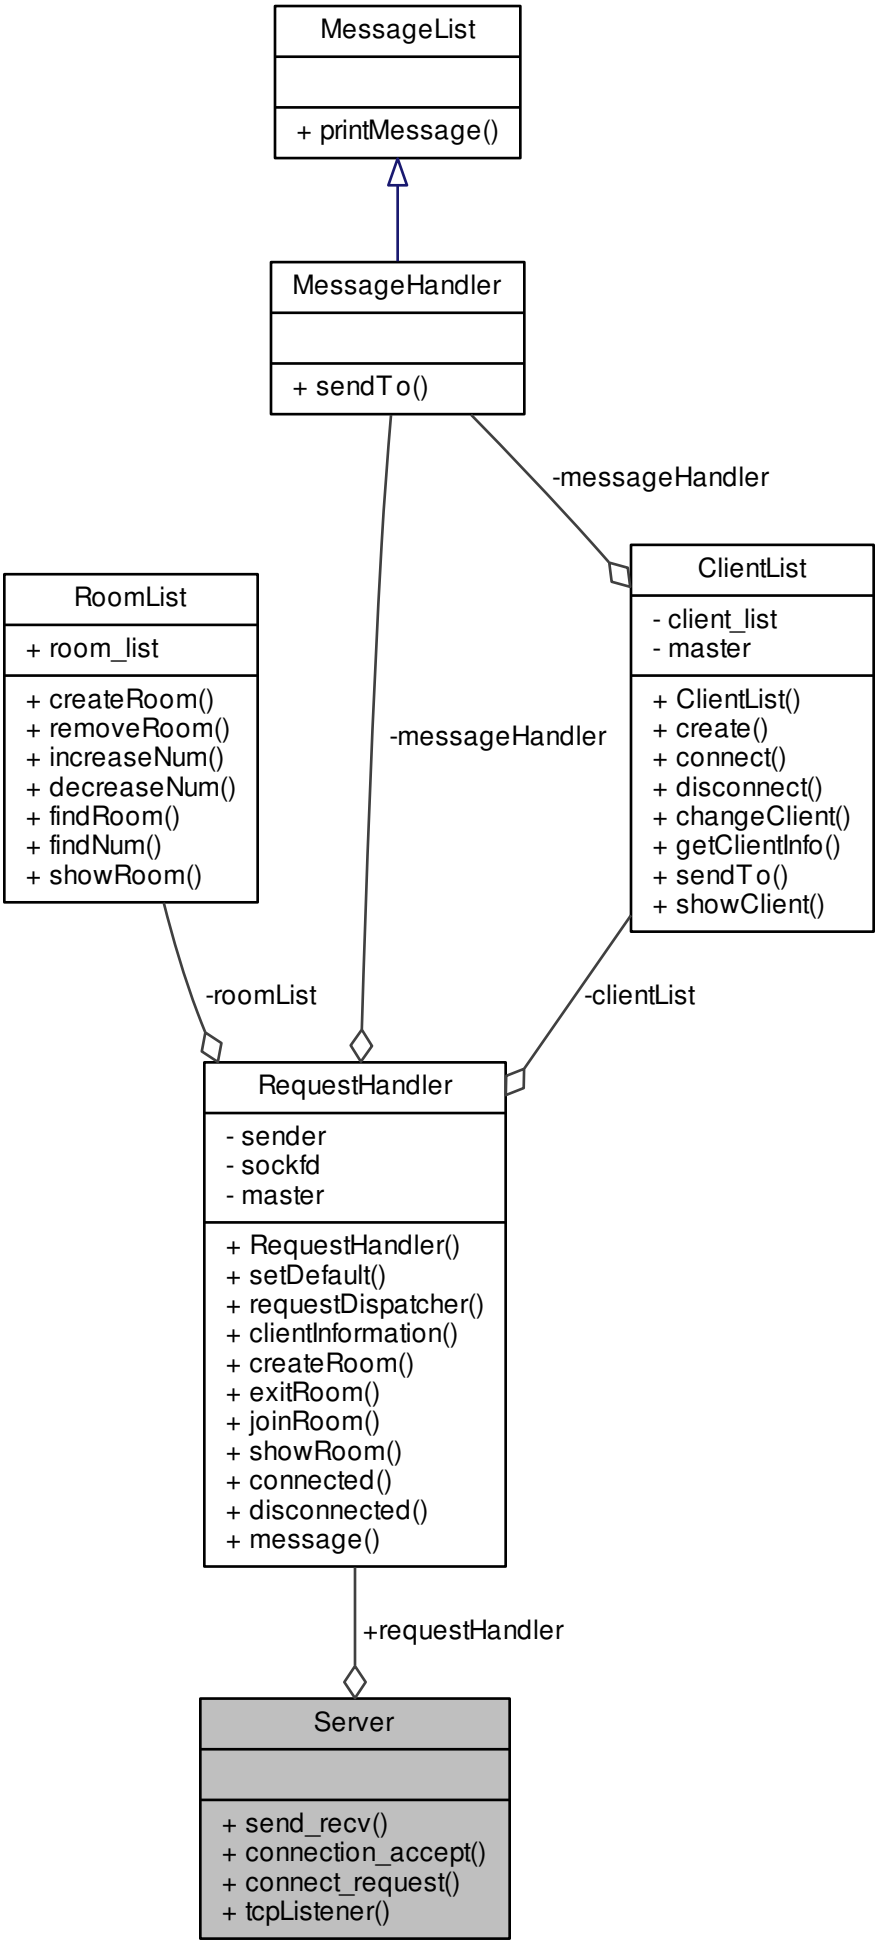 MessageList
+ printMessage()
MessageHandler
+ sendTo()
-messageHandler
ClientList
- client_list
- master
+ ClientList()
+ create()
+ connect()
+ disconnect()
+ changeClient()
+ getClientInfo()
+ sendTo()
+ showClient()
RoomList
+ room_list
+ createRoom()
+ removeRoom()
+ increaseNum()
+ decreaseNum()
+ findRoom()
+ findNum()
+ showRoom()
-messageHandler
-roomList
-clientList
RequestHandler
- sender
- sockfd
- master
+ RequestHandler()
+ setDefault()
+ requestDispatcher()
+ clientInformation()
+ createRoom()
+ exitRoom()
+ joinRoom()
+ showRoom()
+ connected()
+ disconnected()
+ message()
+requestHandler
Server
+ send_recv()
+ connection_accept()
+ connect_request()
+ tcpListener()